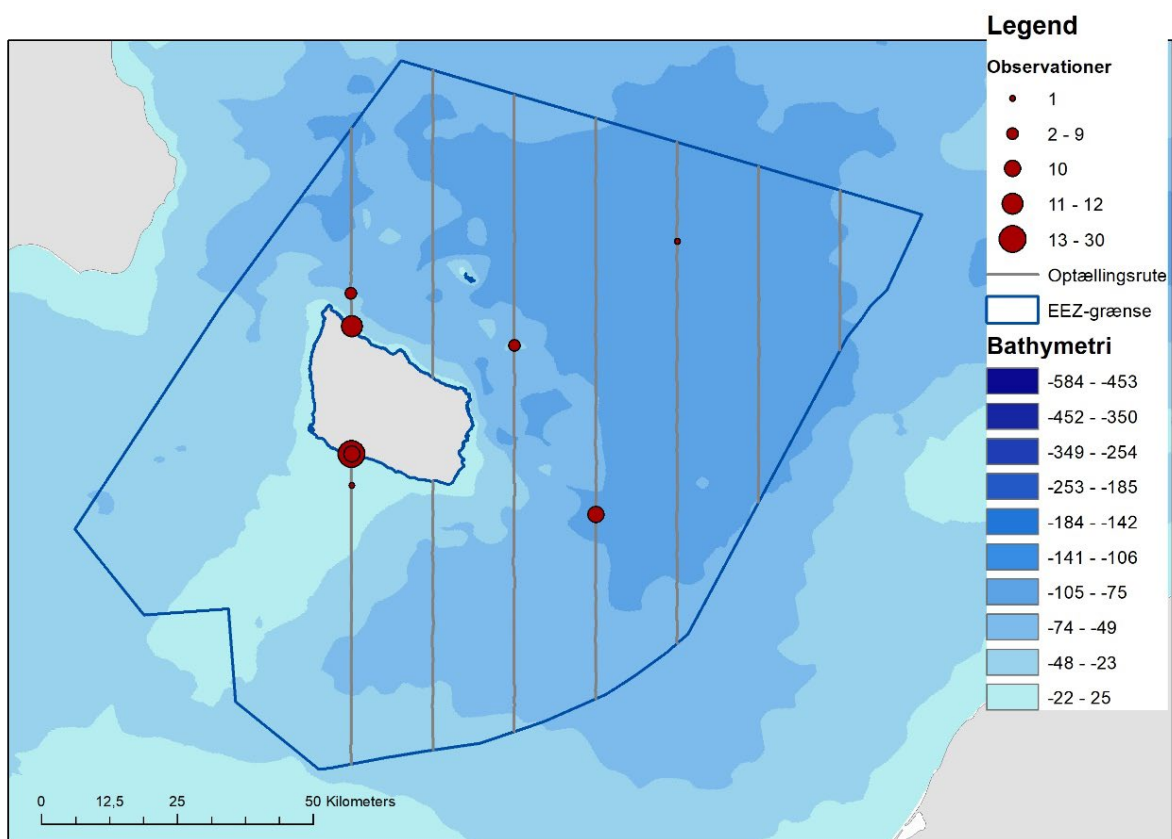 Legend
Observationer
1
2 - 9
10
11 - 12
13 - 30
Optællingsrute
EEZ-grænse
Bathymetri
-584 - -453
-452 - -350
-349 - -254
-253 - -185
-184 - -142
-141 - -106
-105 - -75
-74 - -49
-48 - -23
-22 - 25
0 12,5 25 50 Kilometers